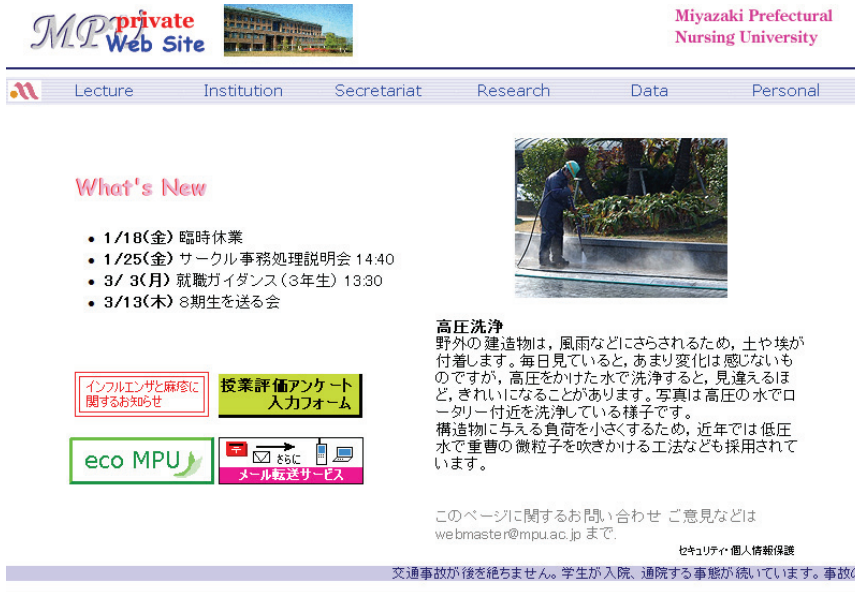 MPU private
Web Site
Miyazaki Prefectural
Nursing University
Lecture Institution Secretariat Research Data Personal
What's New
• 1/18(金) 臨時休業
• 1/25(金) サークル事務処理説明会 14:40
• 3/ 3(月) 就職ガイダンス(3年生) 13:30
• 3/13(木) 8期生を送る会
インフルエンザと麻疹に
関するお知らせ
授業評価アンケート
入力フォーム
eco MPU
さらに
メール転送サービス
高圧洗浄
野外の建造物は, 風雨などにさらされるため, 土や埃が
付着します。毎日見ていると, あまり変化は感じないも
のですが, 高圧をかけた水で洗浄すると, 見違えるほ
ど, きれいになることがあります。写真は高圧の水でロ
ータリー付近を洗浄している様子です。
構造物に与える負荷を小さくするため, 近年では低圧
水で重曹の微粒子を吹きかける工法なども採用されて
います。
このページに関するお問い合わせ ご意見などは
webmaster@mpu.ac.jp まで.
セキュリティ・個人情報保護
交通事故が後を絶ちません。学生が入院、通院する事態が続いています。事故の